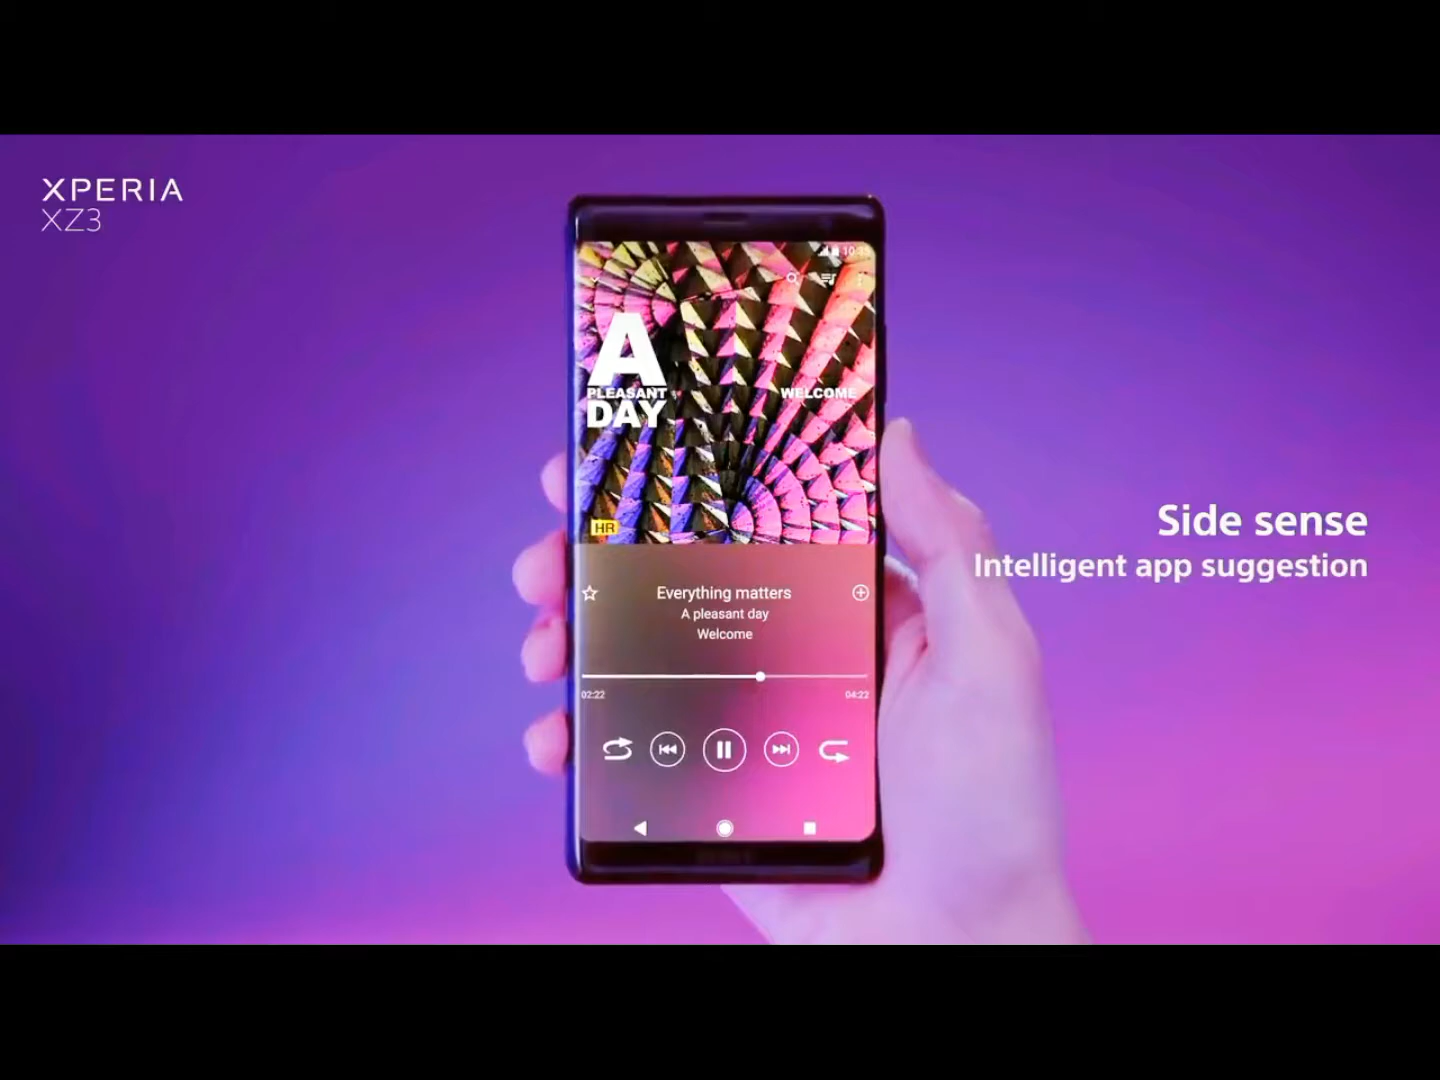 XPERIA
XZ3
A
PLEASANT
DAY
WELCOME
HR
Side sense
Intelligent app suggestion
Everything matters
A pleasant day
Welcome
02:22
04:22